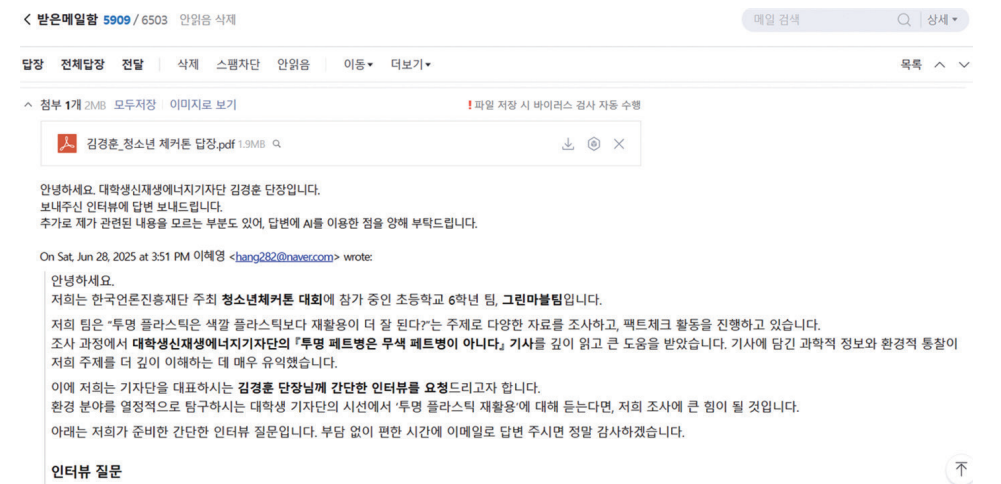 받은메일함 5909 / 6503 안읽음 삭제
메일 검색 상세
답장 전체답장 전달 삭제 스팸차단 안읽음 이동 더보기 목록
첨부 1개 2MB 모두저장 이미지로 보기 ! 파일 저장 시 바이러스 검사 자동 수행
김경훈_청소년 체커톤 답장.pdf 1.9MB
안녕하세요. 대학생신재생에너지기자단 김경훈 단장입니다.
보내주신 인터뷰에 답변 보내드립니다.
추가로 제가 관련된 내용을 모르는 부분도 있어, 답변에 AI를 이용한 점을 양해 부탁드립니다.
On Sat, Jun 28, 2025 at 3:51 PM 이혜영 <hang282@naver.com> wrote:
안녕하세요.
저희는 한국언론진흥재단 주최 청소년체커톤 대회에 참가 중인 초등학교 6학년 팀, 그린마블팀입니다.
저희 팀은 "투명 플라스틱은 색깔 플라스틱보다 재활용이 더 잘 된다?"는 주제로 다양한 자료를 조사하고, 팩트체크 활동을 진행하고 있습니다.
조사 과정에서 대학생신재생에너지기자단의 『투명 페트병은 무색 페트병이 아니다』 기사를 깊이 읽고 큰 도움을 받았습니다. 기사에 담긴 과학적 정보와 환경적 통찰이
저희 주제를 더 깊이 이해하는 데 매우 유익했습니다.
이에 저희는 기자단을 대표하시는 김경훈 단장님께 간단한 인터뷰를 요청드리고자 합니다.
환경 분야를 열정적으로 탐구하시는 대학생 기자단의 시선에서 '투명 플라스틱 재활용'에 대해 듣는다면, 저희 조사에 큰 힘이 될 것입니다.
아래는 저희가 준비한 간단한 인터뷰 질문입니다. 부담 없이 편한 시간에 이메일로 답변 주시면 정말 감사하겠습니다.
인터뷰 질문